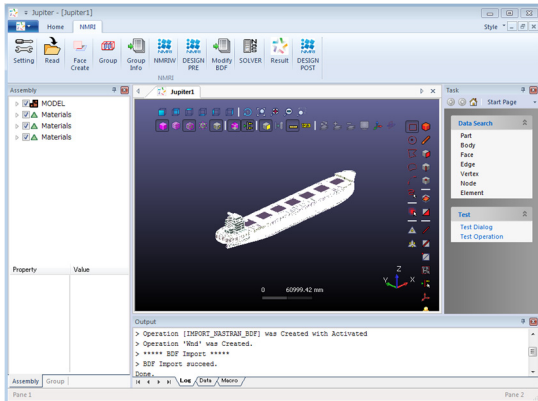 Jupiter - [Jupiter1]
Home
NMRI
Style
Setting
Read
Face
Create
Group
Group
Info
NMRIW
DESIGN
PRE
Modify
BDF
SOLVER
Result
DESIGN
POST
NMRI
Assembly
MODEL
Materials
Materials
Materials
Property
Value
Assembly
Group
Jupiter1
Z
Y
X
0
60999.42 mm
Task
Start Page
Data Search
Part
Body
Face
Edge
Vertex
Node
Element
Test
Test Dialog
Test Operation
Output
> Operation [IMPORT_NASTRAN_BDF] was Created with Activated
> Operation 'Wnd' was Created.
> ***** BDF Import *****
> BDF Import succeed.
Done.
Log
Data
Macro
Pane 1
Pane 2